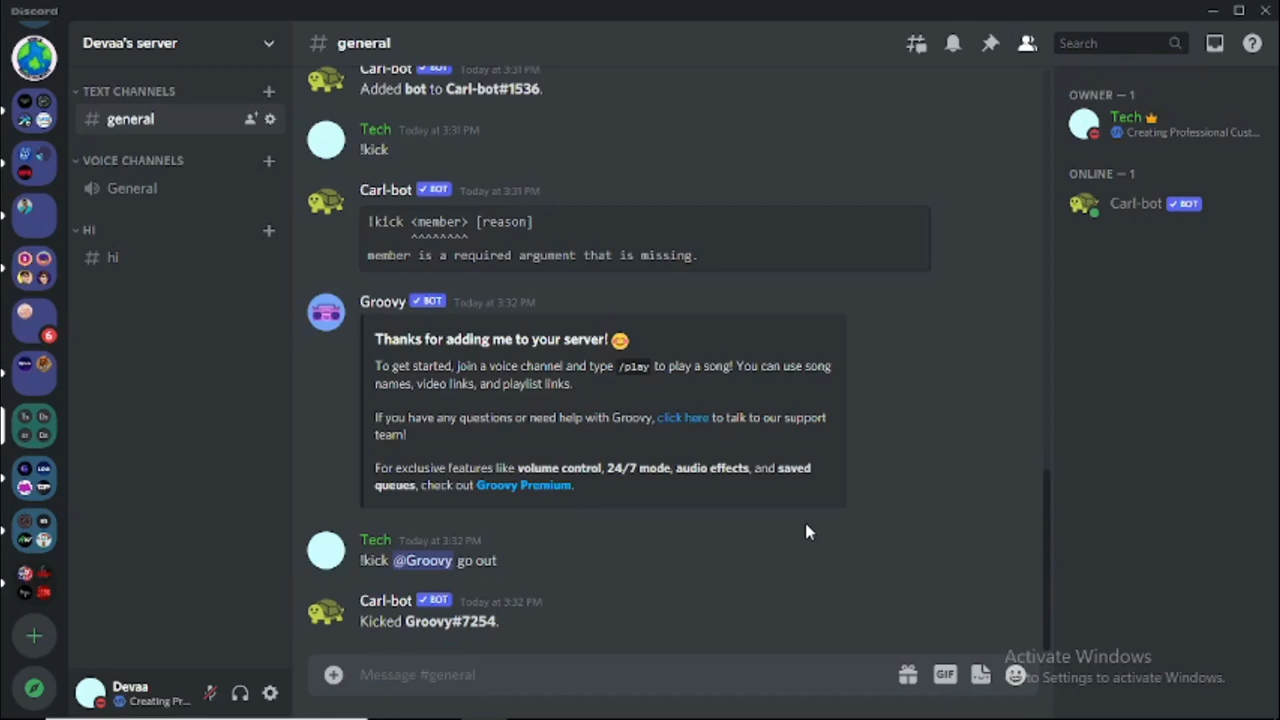 Discord
Devaa's server
TEXT CHANNELS
general
VOICE CHANNELS
General
HI
hi
Devaa
Creating Pr...
general
Search
Carl-bot BOT Today at 3:31 PM
Added bot to Carl-bot#1536.
Tech Today at 3:31 PM
!kick
Carl-bot BOT Today at 3:31 PM
!kick <member> [reason]
^^^^^^^^
member is a required argument that is missing.
Groovy BOT Today at 3:32 PM
Thanks for adding me to your server!
To get started, join a voice channel and type /play to play a song! You can use song
names, video links, and playlist links.
If you have any questions or need help with Groovy, click here to talk to our support
team!
For exclusive features like volume control, 24/7 mode, audio effects, and saved
queues, check out Groovy Premium.
Tech Today at 3:32 PM
!kick @Groovy go out
Carl-bot BOT Today at 3:32 PM
Kicked Groovy#7254.
Message #general
GIF
OWNER — 1
Tech
Creating Professional Cust...
ONLINE — 1
Carl-bot BOT
Activate Windows
to Settings to activate Windows.
6